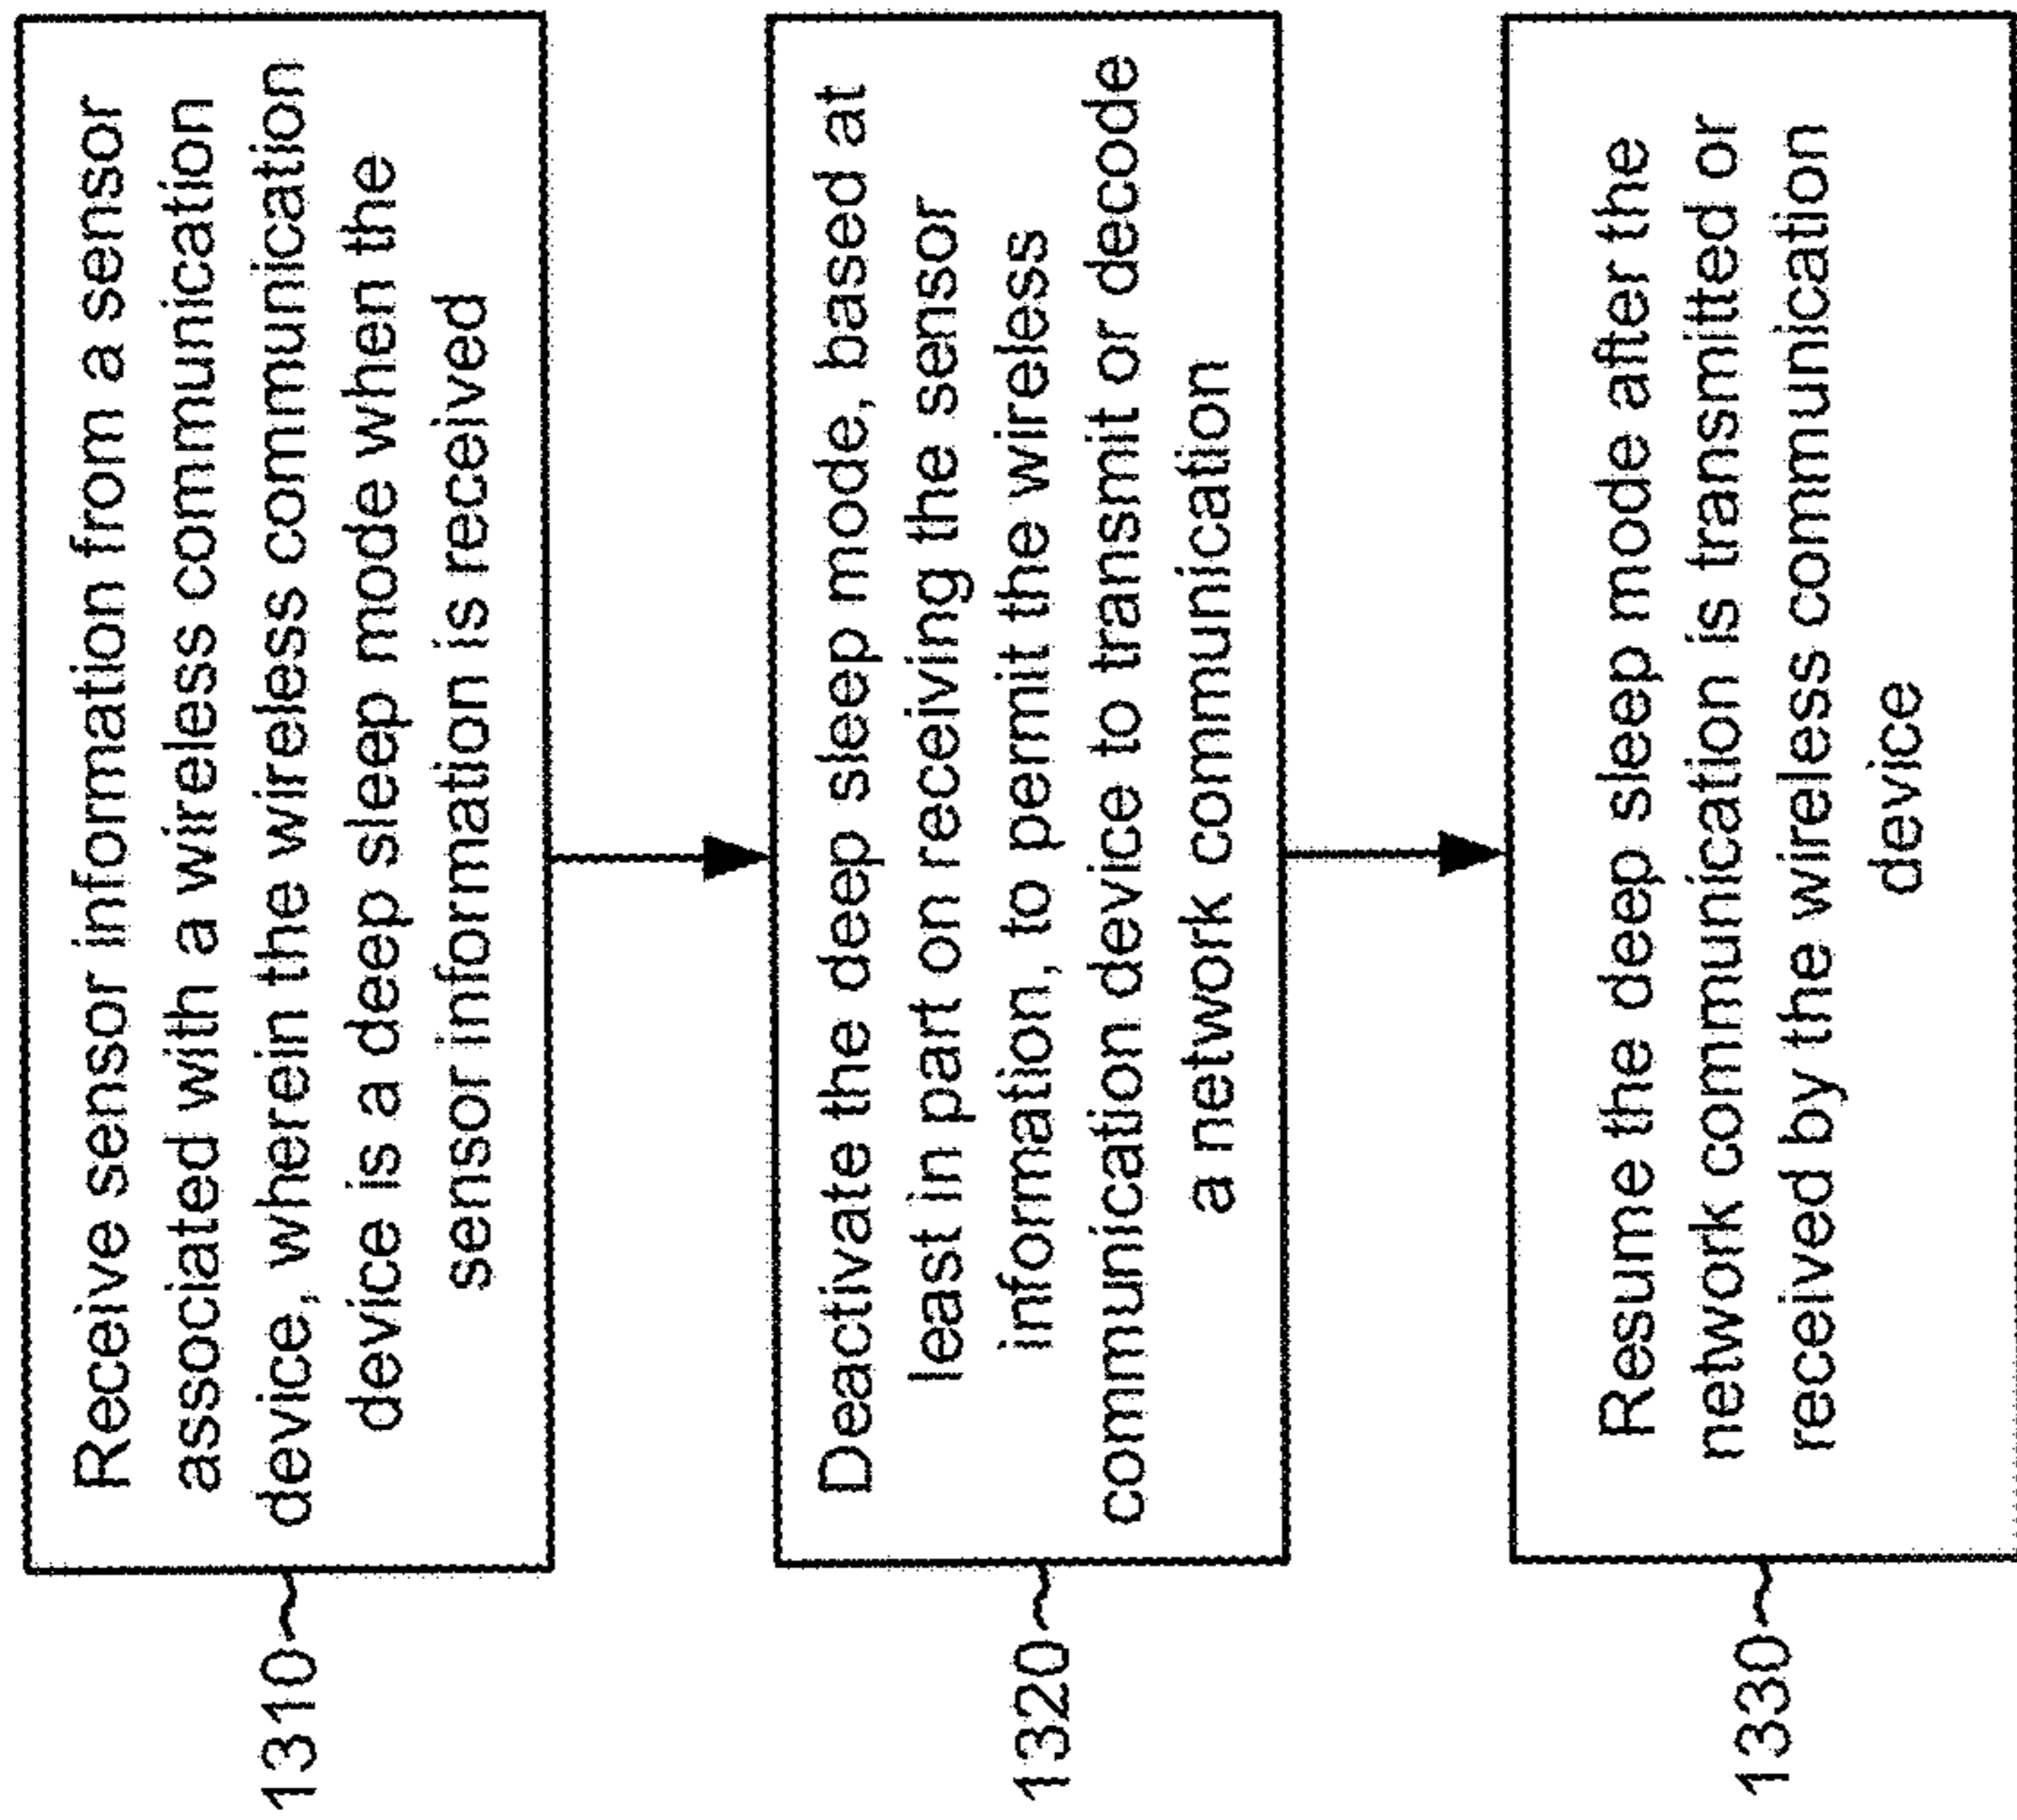 Receive sensor information from a sensor
associated with a wireless communication
device, wherein the wireless communication
device is a deep sleep mode when the
sensor information is received
1310
Deactivate the deep sleep mode, based at
least in part on receiving the sensor
information, to permit the wireless
communication device to transmit or decode
a network communication
1320
Resume the deep sleep mode after the
network communication is transmitted or
received by the wireless communication
device
1330